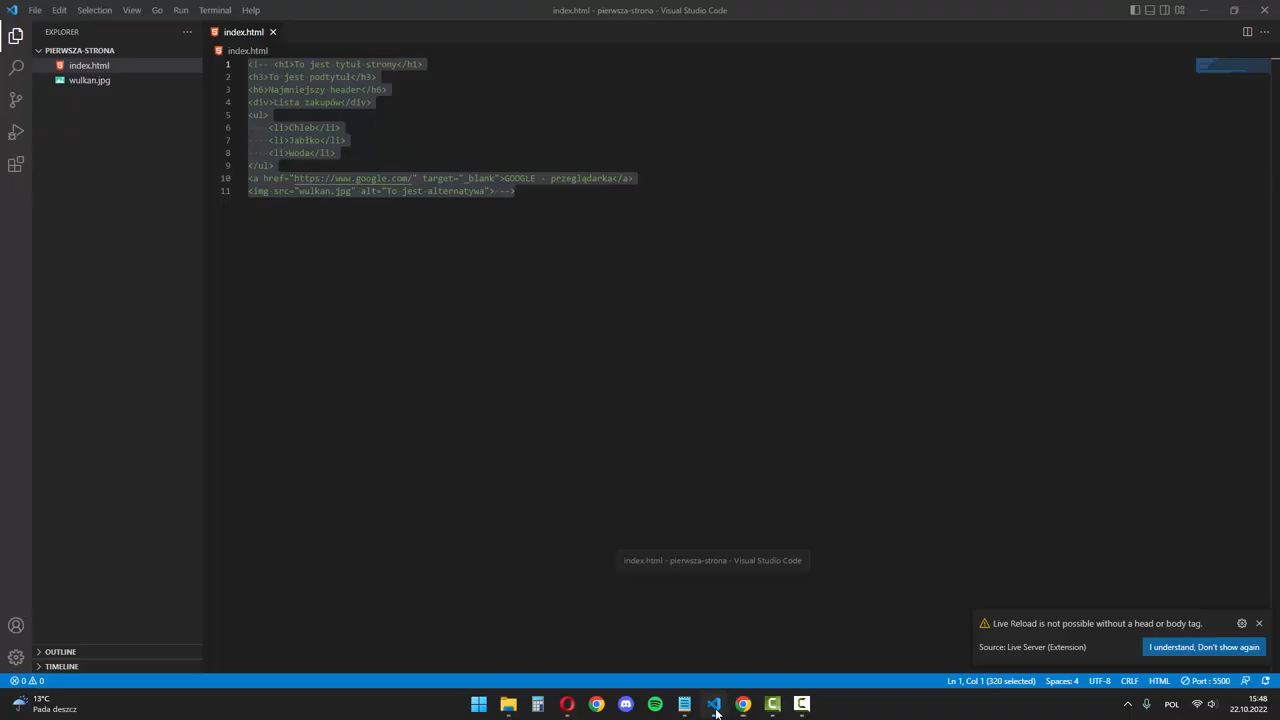 File Edit Selection View Go Run Terminal Help
index.html - pierwsza-strona - Visual Studio Code
EXPLORER
index.html
PIERWSZA-STRONA
index.html
wulkan.jpg
index.html
1 <!-- <h1>To jest tytuł strony</h1>
2 <h3>To jest podtytuł</h3>
3 <h6>Najmniejszy header</h6>
4 <div>Lista zakupów</div>
5 <ul>
6 <li>Chleb</li>
7 <li>Jabłko</li>
8 <li>Woda</li>
9 </ul>
10 <a href="https://www.google.com/" target="_blank">GOOGLE - przeglądarka</a>
11 <img src="wulkan.jpg" alt="To jest alternatywa"> -->
index.html - pierwsza-strona - Visual Studio Code
Live Reload is not possible without a head or body tag.
Source: Live Server (Extension)
I understand, Don't show again
OUTLINE
TIMELINE
0 0
Ln 1, Col 1 (320 selected) Spaces: 4 UTF-8 CRLF HTML Port : 5500
13°C
Pada deszcz
POL
15:48
22.10.2022